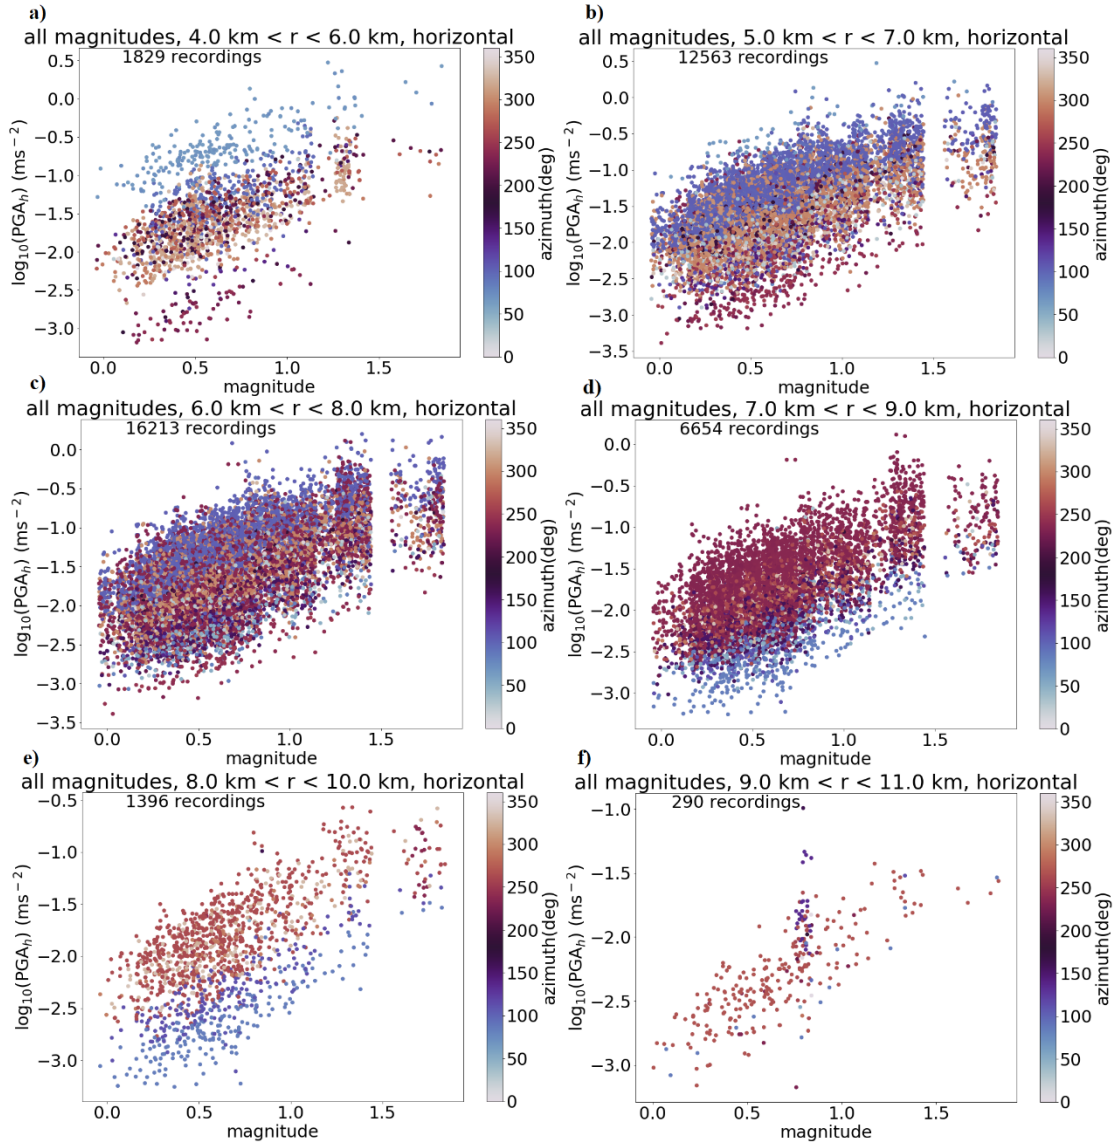 a)
all magnitudes, 4.0 km < r < 6.0 km, horizontal
1829 recordings
0.5
0.0
−0.5
−1.0
−1.5
−2.0
−2.5
−3.0
log₁₀(PGAₕ) (ms⁻²)
0.0 0.5 1.0 1.5
magnitude
350
300
250
200
150
100
50
0
azimuth(deg)
b)
all magnitudes, 5.0 km < r < 7.0 km, horizontal
12563 recordings
0.5
0.0
−0.5
−1.0
−1.5
−2.0
−2.5
−3.0
−3.5
log₁₀(PGAₕ) (ms⁻²)
0.0 0.5 1.0 1.5
magnitude
350
300
250
200
150
100
50
0
azimuth(deg)
c)
all magnitudes, 6.0 km < r < 8.0 km, horizontal
16213 recordings
0.0
−0.5
−1.0
−1.5
−2.0
−2.5
−3.0
−3.5
log₁₀(PGAₕ) (ms⁻²)
0.0 0.5 1.0 1.5
magnitude
350
300
250
200
150
100
50
0
azimuth(deg)
d)
all magnitudes, 7.0 km < r < 9.0 km, horizontal
6654 recordings
0.0
−0.5
−1.0
−1.5
−2.0
−2.5
−3.0
log₁₀(PGAₕ) (ms⁻²)
0.0 0.5 1.0 1.5
magnitude
350
300
250
200
150
100
50
0
azimuth(deg)
e)
all magnitudes, 8.0 km < r < 10.0 km, horizontal
1396 recordings
−0.5
−1.0
−1.5
−2.0
−2.5
−3.0
log₁₀(PGAₕ) (ms⁻²)
0.0 0.5 1.0 1.5
magnitude
350
300
250
200
150
100
50
0
azimuth(deg)
f)
all magnitudes, 9.0 km < r < 11.0 km, horizontal
290 recordings
−1.0
−1.5
−2.0
−2.5
−3.0
log₁₀(PGAₕ) (ms⁻²)
0.0 0.5 1.0 1.5
magnitude
350
300
250
200
150
100
50
0
azimuth(deg)